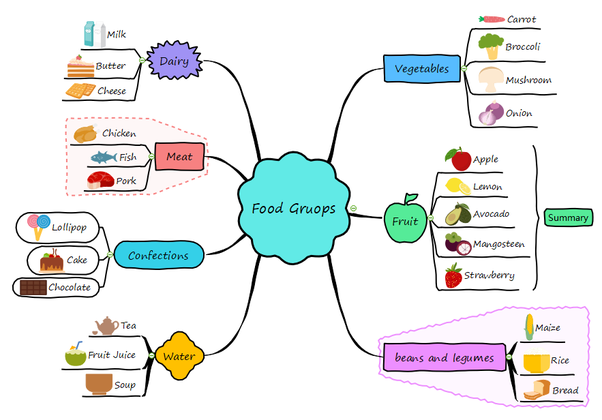 Food Gruops
Dairy
Milk
Butter
Cheese
Meat
Chicken
Fish
Pork
Confections
Lollipop
Cake
Chocolate
Water
Tea
Fruit Juice
Soup
Vegetables
Carrot
Broccoli
Mushroom
Onion
Fruit
Apple
Lemon
Avocado
Mangosteen
Strawberry
Summary
beans and legumes
Maize
Rice
Bread